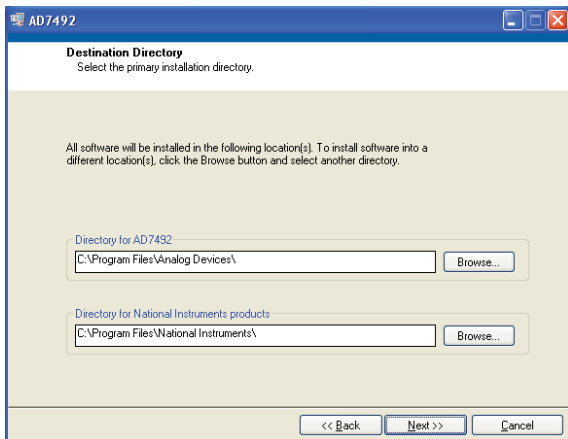 AD7492
Destination Directory
Select the primary installation directory.
All software will be installed in the following location(s). To install software into a
different location(s), click the Browse button and select another directory.
Directory for AD7492
C:\Program Files\Analog Devices\
Browse...
Directory for National Instruments products
C:\Program Files\National Instruments\
Browse...
<< Back Next >> Cancel